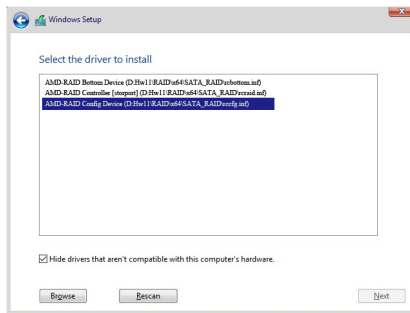 Windows Setup
Select the driver to install
AMD-RAID Bottom Device (D:Hw11\RAID\x64\SATA_RAID\rcbottom.inf)
AMD-RAID Controller [storport] (D:Hw11\RAID\x64\SATA_RAID\rcraid.inf)
AMD-RAID Config Device (D:Hw11\RAID\x64\SATA_RAID\rccfg.inf)
Hide drivers that aren't compatible with this computer's hardware.
Browse Rescan Next